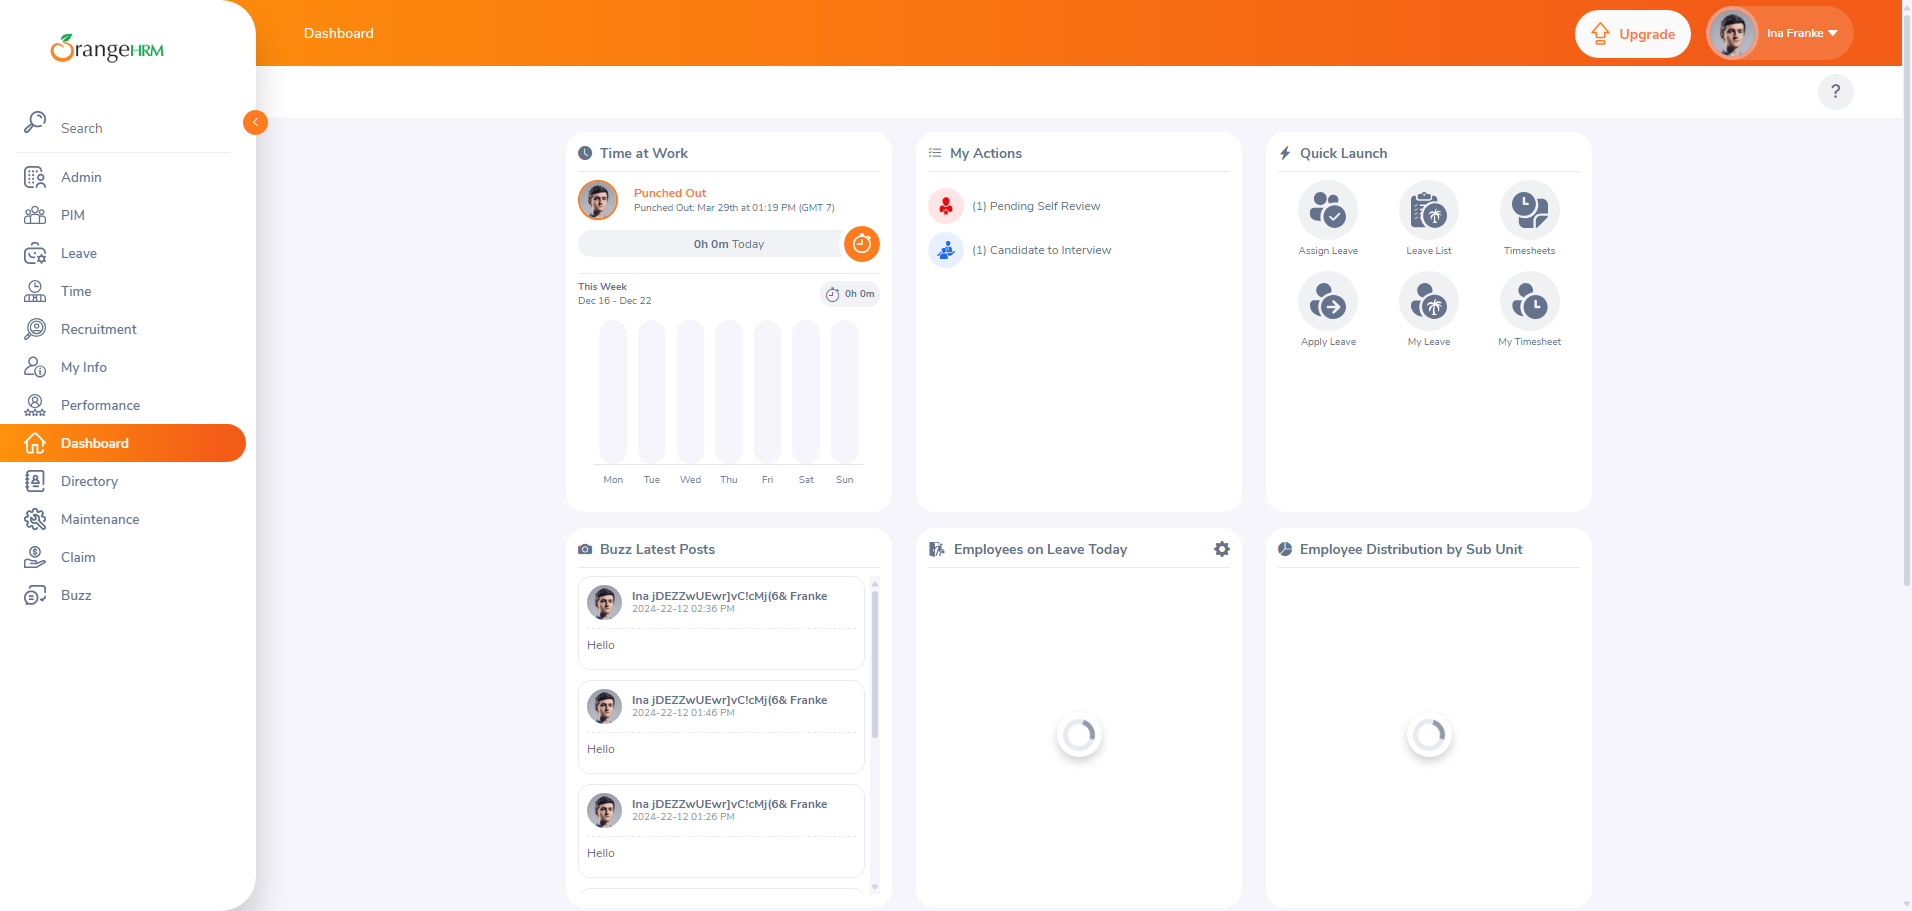 OrangeHRM
Search
Admin
PIM
Leave
Time
Recruitment
My Info
Performance
Dashboard
Directory
Maintenance
Claim
Buzz
Dashboard
Upgrade
Ina Franke
?
Time at Work
Punched Out
Punched Out: Mar 29th at 01:19 PM (GMT 7)
0h 0m Today
This Week
Dec 16 - Dec 22
0h 0m
Mon Tue Wed Thu Fri Sat Sun
My Actions
(1) Pending Self Review
(1) Candidate to Interview
Quick Launch
Assign Leave Leave List Timesheets
Apply Leave My Leave My Timesheet
Buzz Latest Posts
Ina jDEZZwUEwr]vC!cMj(6& Franke
2024-22-12 02:36 PM
Hello
Ina jDEZZwUEwr]vC!cMj(6& Franke
2024-22-12 01:46 PM
Hello
Ina jDEZZwUEwr]vC!cMj(6& Franke
2024-22-12 01:26 PM
Hello
Employees on Leave Today
Employee Distribution by Sub Unit